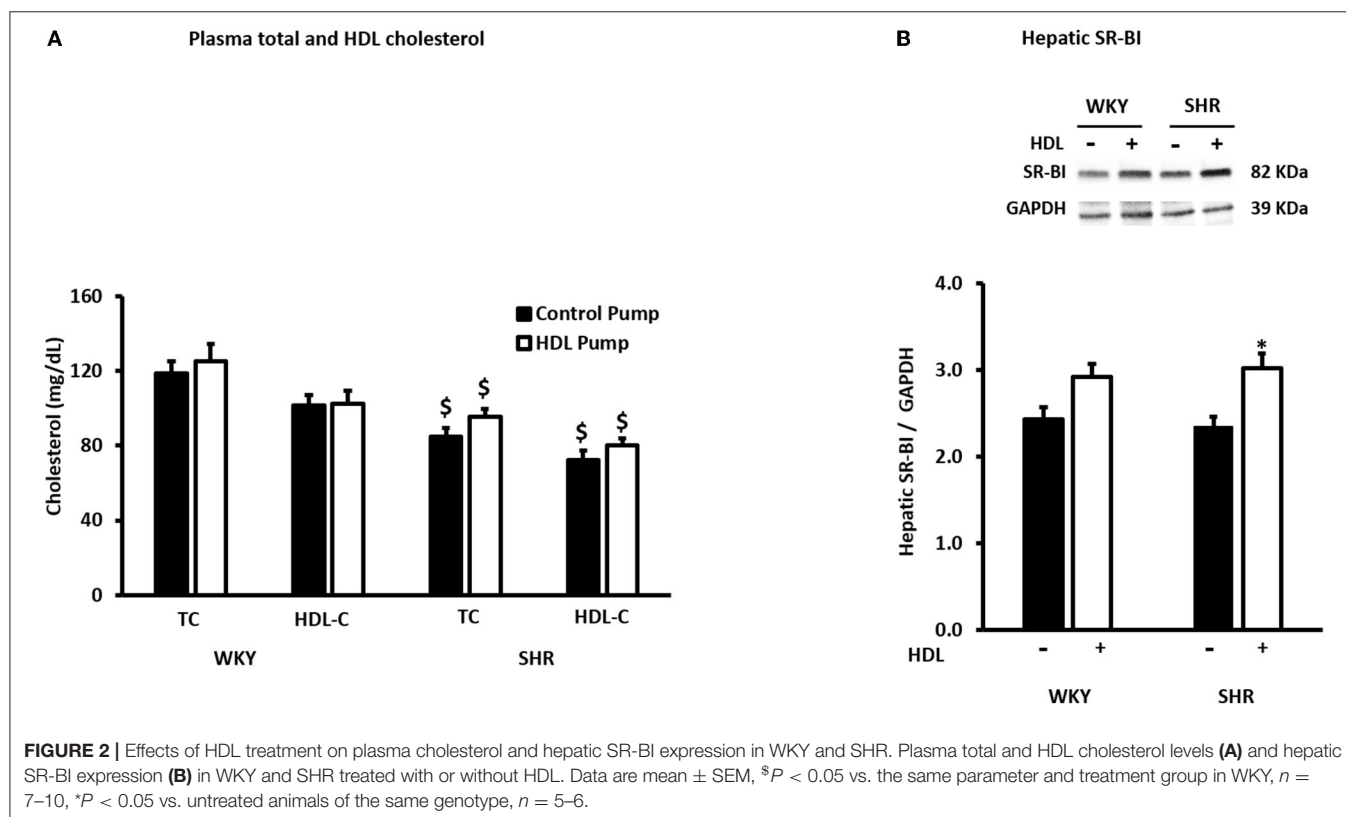 A Plasma total and HDL cholesterol
160
120
80
40
0
Cholesterol (mg/dL)
Control Pump
HDL Pump
$ $ $ $
TC HDL-C TC HDL-C
WKY SHR
B Hepatic SR-BI
WKY SHR
HDL - + - +
SR-BI 82 KDa
GAPDH 39 KDa
4.0
3.0
2.0
1.0
0.0
Hepatic SR-BI / GAPDH
*
HDL - + - +
WKY SHR
FIGURE 2 | Effects of HDL treatment on plasma cholesterol and hepatic SR-BI expression in WKY and SHR. Plasma total and HDL cholesterol levels (A) and hepatic
SR-BI expression (B) in WKY and SHR treated with or without HDL. Data are mean ± SEM, $P < 0.05 vs. the same parameter and treatment group in WKY, n =
7–10, *P < 0.05 vs. untreated animals of the same genotype, n = 5–6.